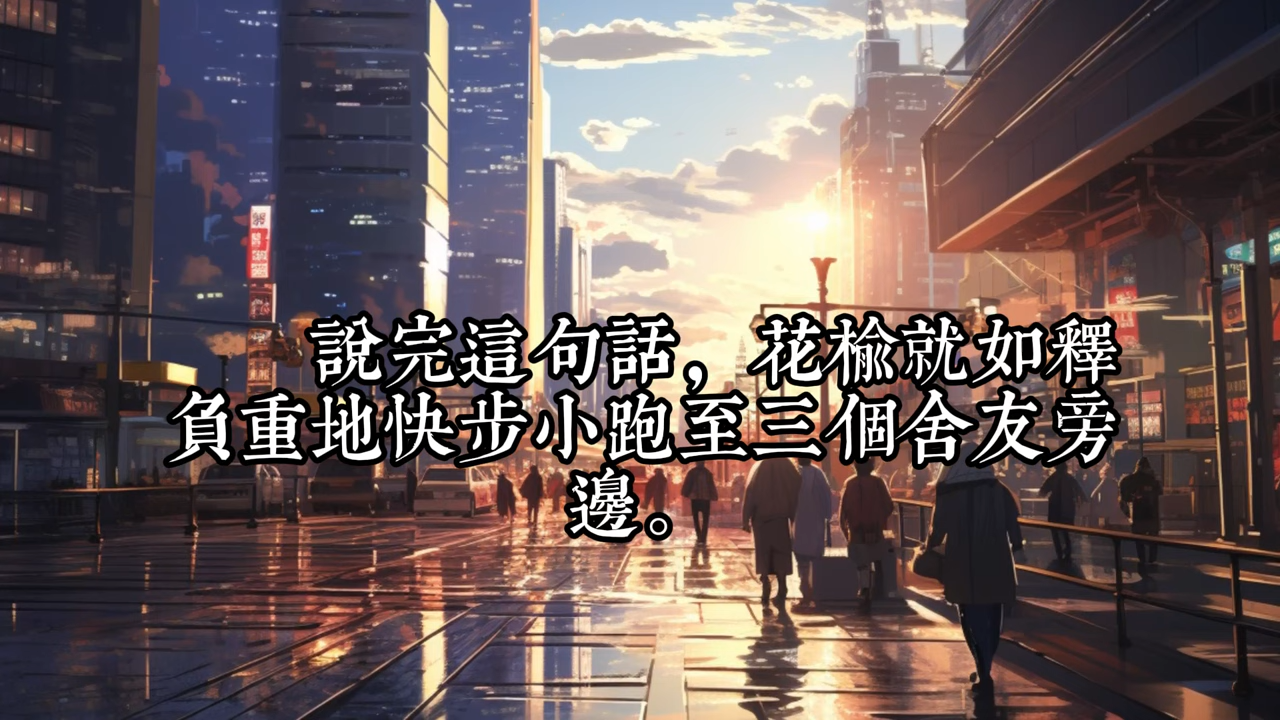 說完這句話，花榆就如釋
負重地快步小跑至三個舍友旁
邊。